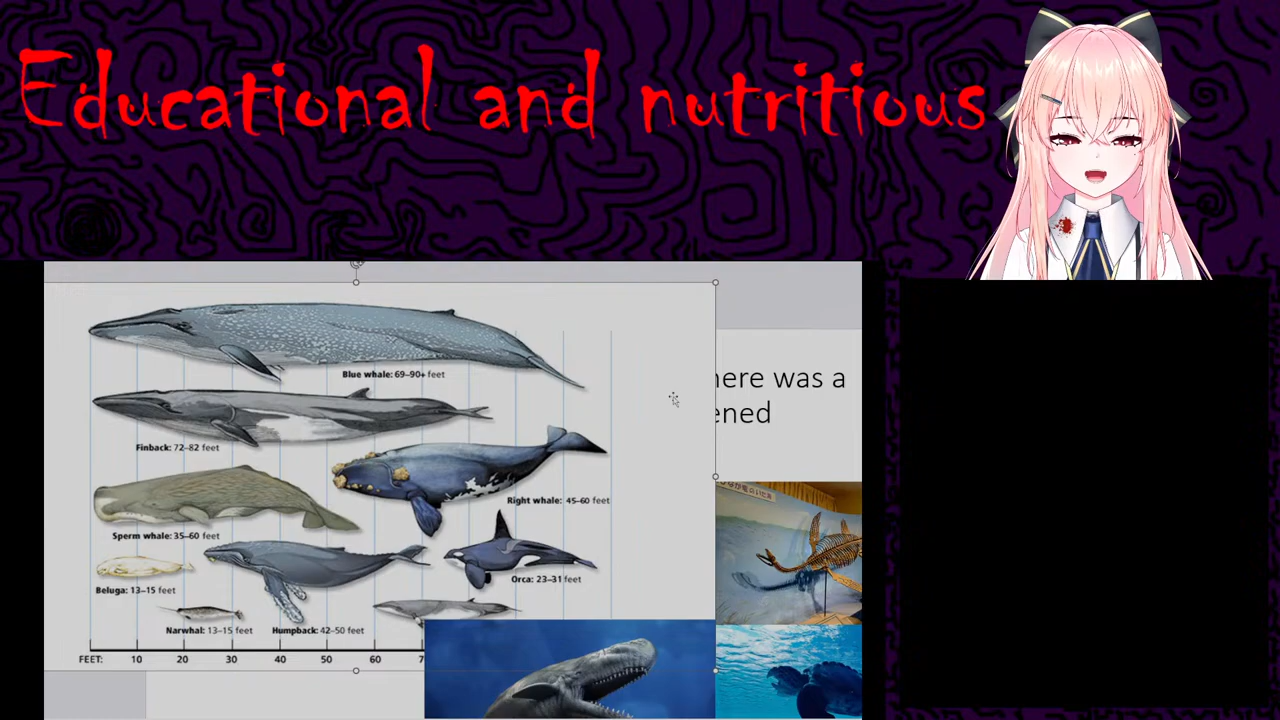 Educational and nutritious
Blue whale: 69–90+ feet
here was a
ened
Finback: 72–82 feet
Right whale: 45–60 feet
Sperm whale: 35–60 feet
Orca: 23–31 feet
Beluga: 13–15 feet
Narwhal: 13–15 feet
Humpback: 42–50 feet
FEET: 10 20 30 40 50 60 7